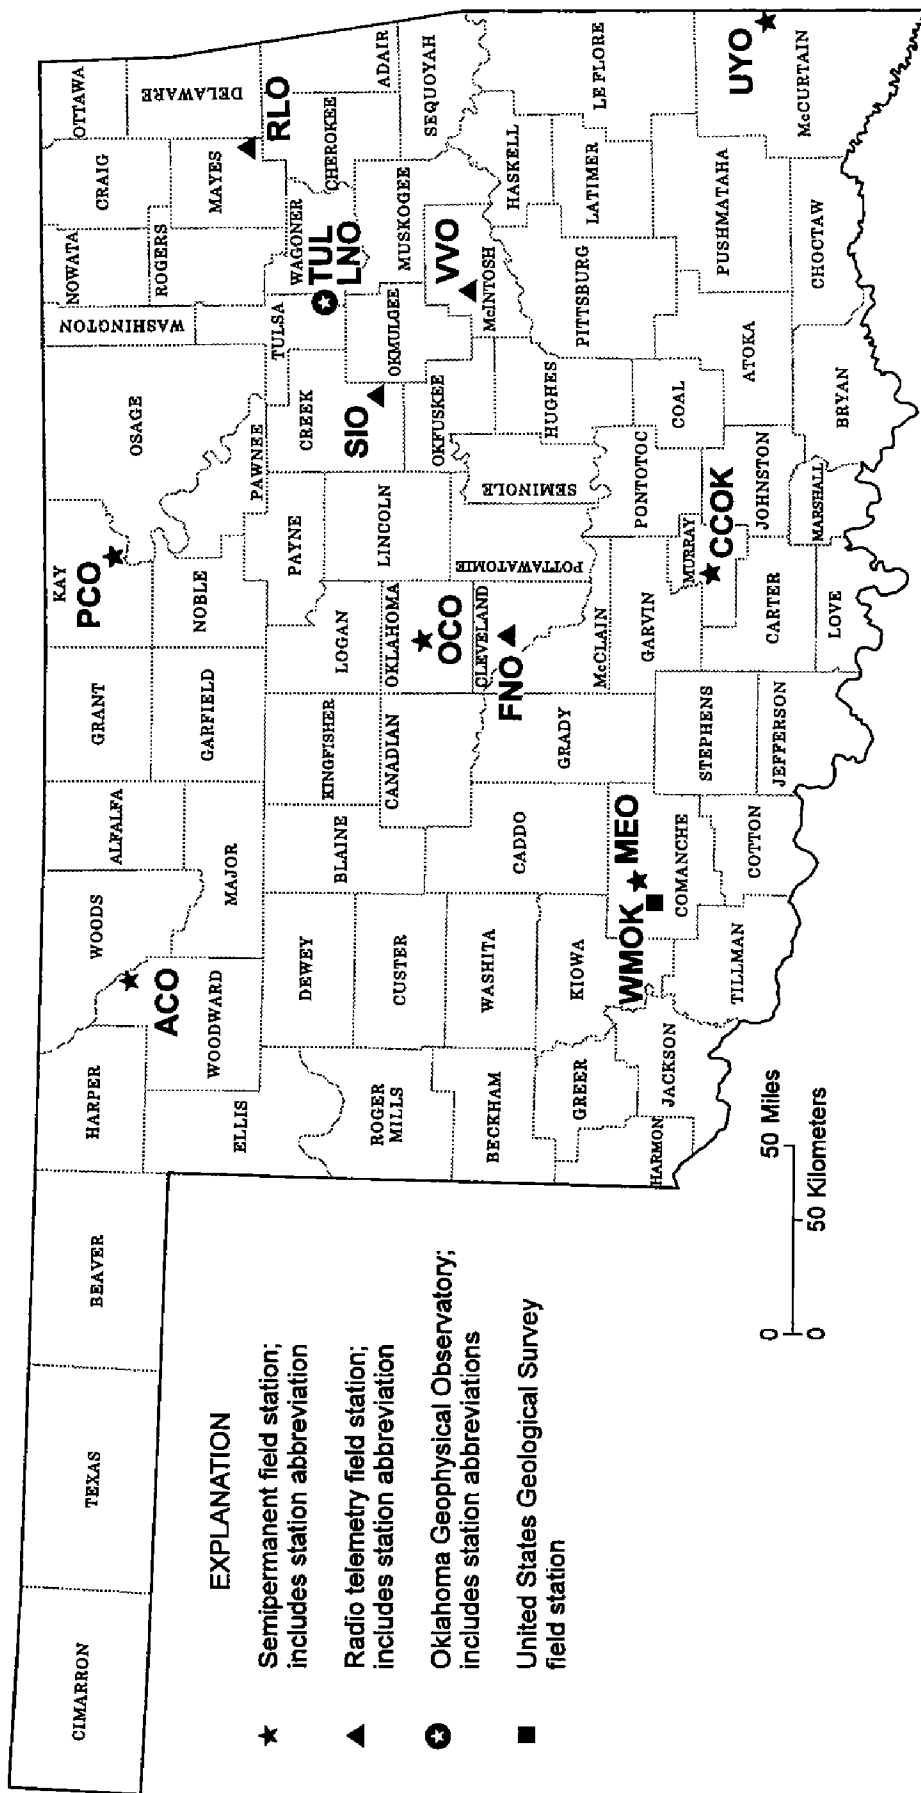 CIMARRON
TEXAS
BEAVER
HARPER
WOODS
ALFALFA
GRANT
KAY
PCO
OSAGE
WASHINGTON
NOWATA
CRAIG
OTTAWA
ROGERS
MAYES
DELAWARE
RLO
ELLIS
WOODWARD
ACO
MAJOR
GARFIELD
NOBLE
PAWNEE
PAYNE
CREEK
SIO
TULSA
WAGONER
TUL
LNO
CHEROKEE
ADAIR
ROGER
MILLS
DEWEY
BLAINE
KINGFISHER
LOGAN
LINCOLN
OKMULGEE
MUSKOGEE
SEQUOYAH
CUSTER
CANADIAN
OKLAHOMA
OCO
OKFUSKEE
VVO
McINTOSH
HASKELL
BECKHAM
WASHITA
CADDO
GRADY
CLEVELAND
FNO
McCLAIN
POTTAWATOMIE
SEMINOLE
HUGHES
PITTSBURG
LATIMER
LE FLORE
GREER
KIOWA
WMOK
MEO
COMANCHE
GARVIN
PONTOTOC
COAL
HARMON
JACKSON
TILLMAN
COTTON
STEPHENS
MURRAY
CCOK
JOHNSTON
ATOKA
PUSHMATAHA
UYO
McCURTAIN
JEFFERSON
CARTER
LOVE
MARSHALL
BRYAN
CHOCTAW
EXPLANATION
Semipermanent field station;
includes station abbreviation
Radio telemetry field station;
includes station abbreviation
Oklahoma Geophysical Observatory;
includes station abbreviations
United States Geological Survey
field station
0 50 Miles
0 50 Kilometers